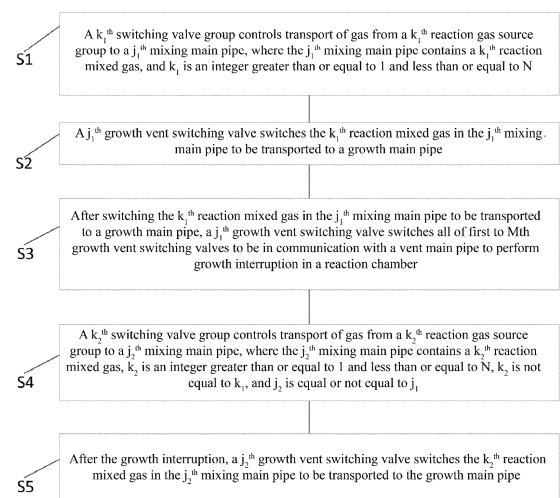 S1
A k₁ᵗʰ switching valve group controls transport of gas from a k₁ᵗʰ reaction gas source
group to a j₁ᵗʰ mixing main pipe, where the j₁ᵗʰ mixing main pipe contains a k₁ᵗʰ reaction
mixed gas, and k₁ is an integer greater than or equal to 1 and less than or equal to N
S2
A j₁ᵗʰ growth vent switching valve switches the k₁ᵗʰ reaction mixed gas in the j₁ᵗʰ mixing
main pipe to be transported to a growth main pipe
S3
After switching the k₁ᵗʰ reaction mixed gas in the j₁ᵗʰ mixing main pipe to be transported
to a growth main pipe, a j₁ᵗʰ growth vent switching valve switches all of first to Mth
growth vent switching valves to be in communication with a vent main pipe to perform
growth interruption in a reaction chamber
S4
A k₂ᵗʰ switching valve group controls transport of gas from a k₂ᵗʰ reaction gas source
group to a j₂ᵗʰ mixing main pipe, where the j₂ᵗʰ mixing main pipe contains a k₂ᵗʰ reaction
mixed gas, k₂ is an integer greater than or equal to 1 and less than or equal to N, k₂ is not
equal to k₁, and j₂ is equal or not equal to j₁
S5
After the growth interruption, a j₂ᵗʰ growth vent switching valve switches the k₂ᵗʰ reaction
mixed gas in the j₂ᵗʰ mixing main pipe to be transported to the growth main pipe